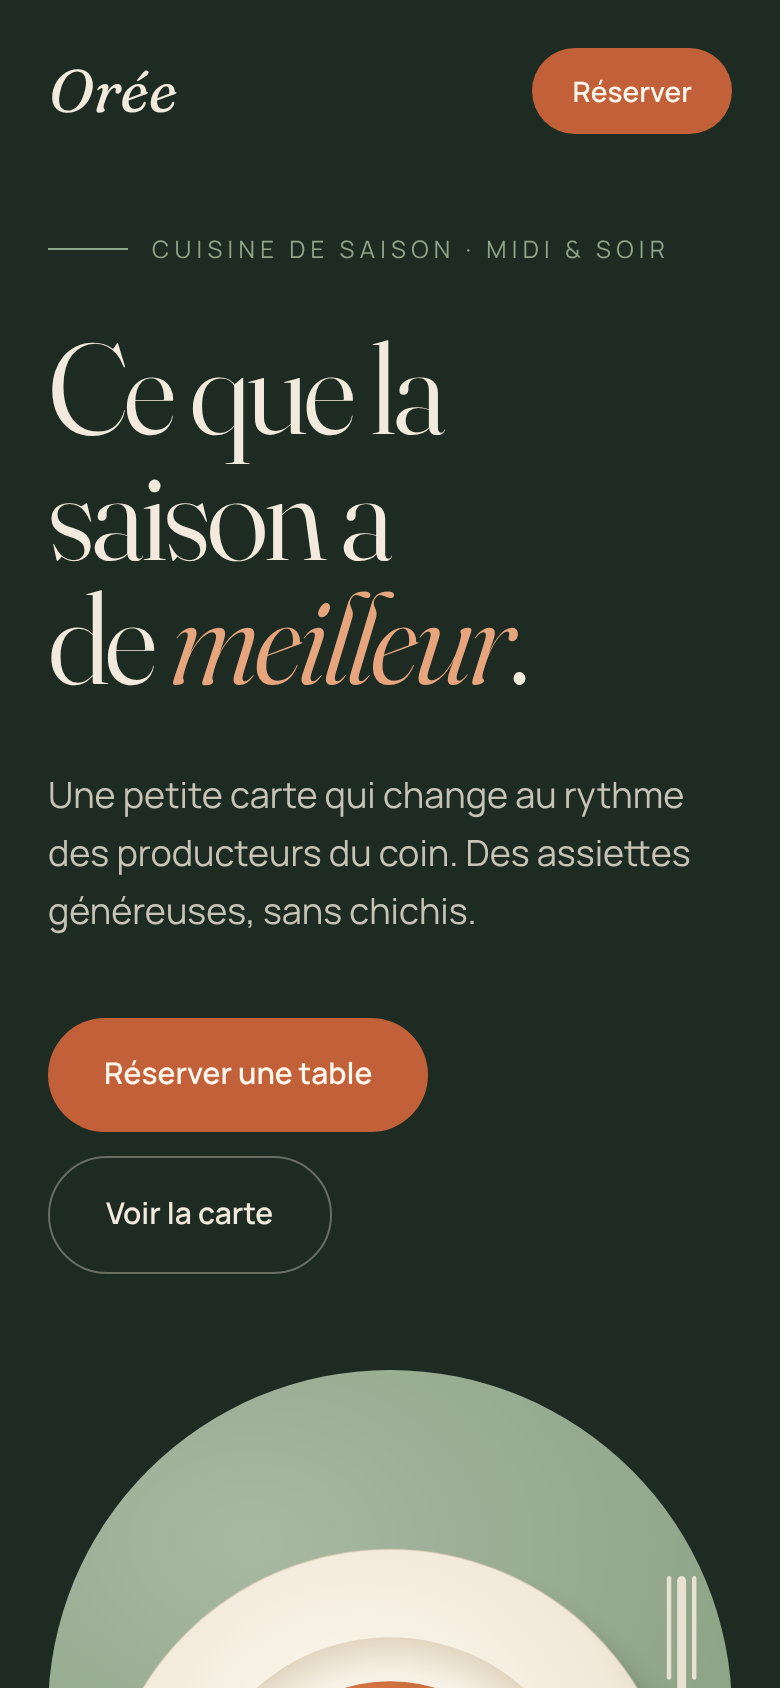 Orée
Réserver
CUISINE DE SAISON · MIDI & SOIR
Ce que la
saison a
de meilleur.
Une petite carte qui change au rythme
des producteurs du coin. Des assiettes
généreuses, sans chichis.
Réserver une table
Voir la carte